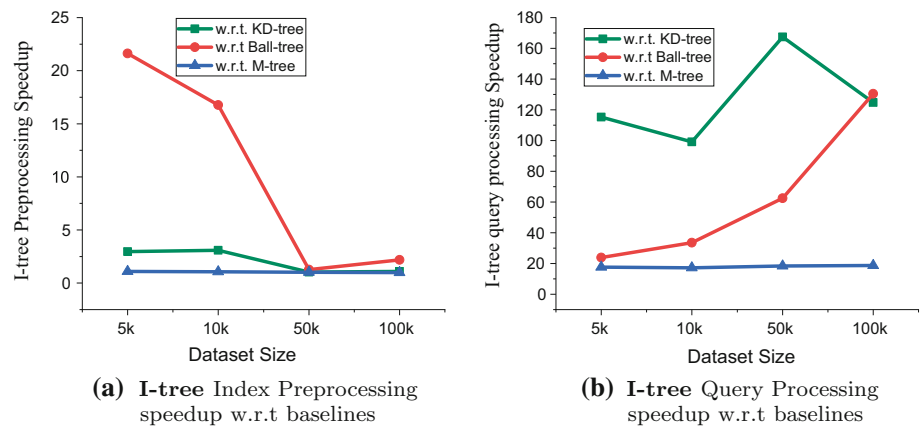 I-tree Preprocessing Speedup
25
20
15
10
5
0
w.r.t. KD-tree
w.r.t Ball-tree
w.r.t. M-tree
5k 10k 50k 100k
Dataset Size
(a) I-tree Index Preprocessing
speedup w.r.t baselines
I-tree query processing Speedup
180
160
140
120
100
80
60
40
20
0
w.r.t. KD-tree
w.r.t Ball-tree
w.r.t. M-tree
5k 10k 50k 100k
Dataset Size
(b) I-tree Query Processing
speedup w.r.t baselines